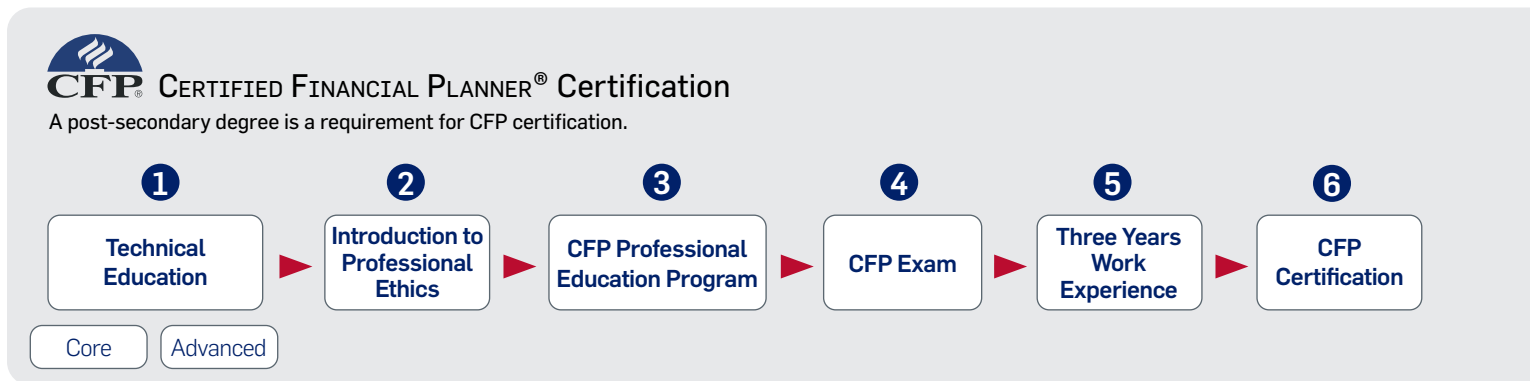 CFP® CERTIFIED FINANCIAL PLANNER® Certification
A post-secondary degree is a requirement for CFP certification.
1
Technical
Education
2
Introduction to
Professional
Ethics
3
CFP Professional
Education Program
4
CFP Exam
5
Three Years
Work
Experience
6
CFP
Certification
Core
Advanced